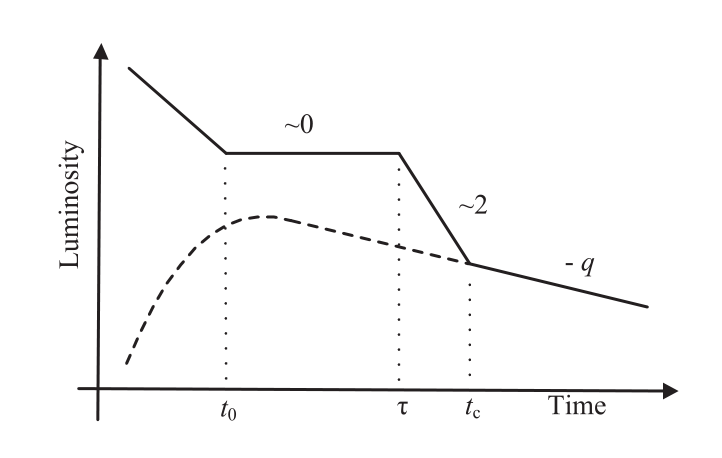 ~0
Luminosity
~2
- q
t0
τ
tc
Time